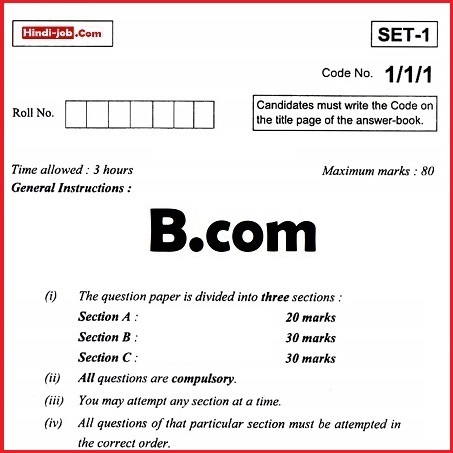 Hindi-job.Com
SET-1
Code No. 1/1/1
Roll No.
Candidates must write the Code on
the title page of the answer-book.
Time allowed : 3 hours
Maximum marks : 80
General Instructions :
B.com
(i) The question paper is divided into three sections :
Section A : 20 marks
Section B : 30 marks
Section C : 30 marks
(ii) All questions are compulsory.
(iii) You may attempt any section at a time.
(iv) All questions of that particular section must be attempted in
the correct order.